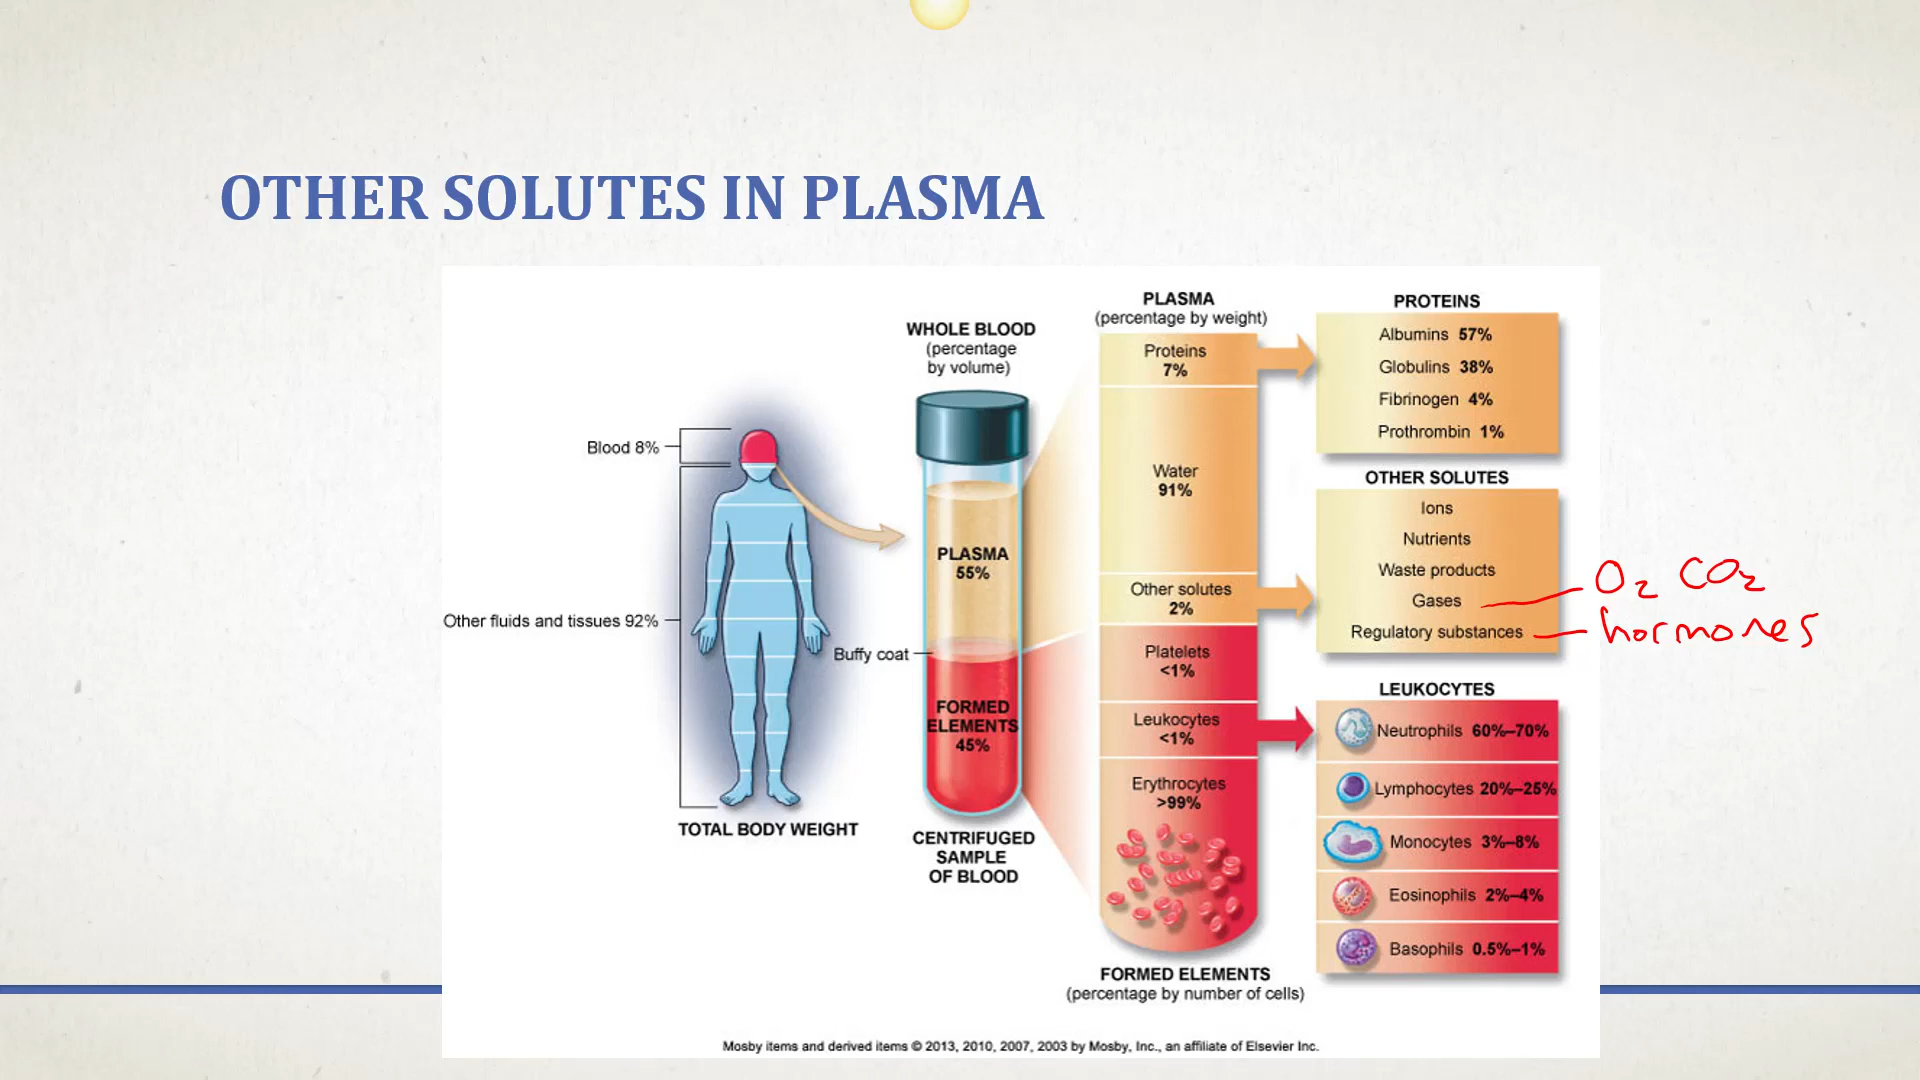 OTHER SOLUTES IN PLASMA
Blood 8%
Other fluids and tissues 92%
TOTAL BODY WEIGHT
WHOLE BLOOD
(percentage
by volume)
PLASMA
55%
Buffy coat
FORMED
ELEMENTS
45%
CENTRIFUGED
SAMPLE
OF BLOOD
PLASMA
(percentage by weight)
Proteins
7%
Water
91%
Other solutes
2%
Platelets
<1%
Leukocytes
<1%
Erythrocytes
>99%
FORMED ELEMENTS
(percentage by number of cells)
PROTEINS
Albumins 57%
Globulins 38%
Fibrinogen 4%
Prothrombin 1%
OTHER SOLUTES
Ions
Nutrients
Waste products
Gases
O2 CO2
Regulatory substances
hormones
LEUKOCYTES
Neutrophils 60%–70%
Lymphocytes 20%–25%
Monocytes 3%–8%
Eosinophils 2%–4%
Basophils 0.5%–1%
Mosby items and derived items © 2013, 2010, 2007, 2003 by Mosby, Inc., an affiliate of Elsevier Inc.